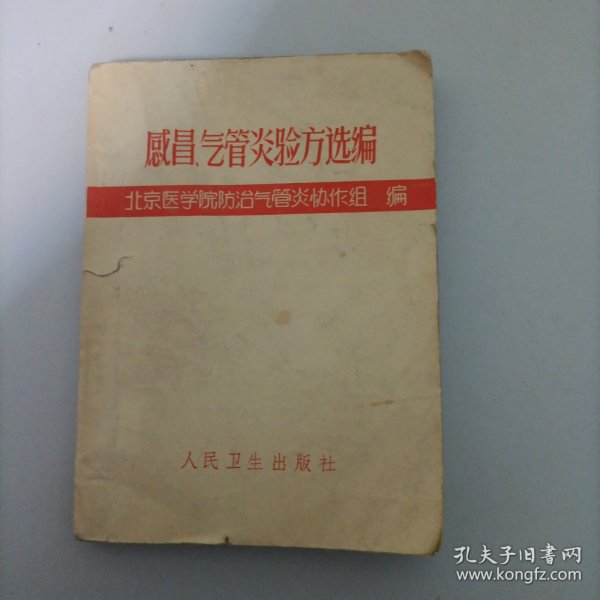 感冒、气管炎验方选编
北京医学院防治气管炎协作组 编
人民卫生出版社
孔夫子旧书网
www.kongfz.com